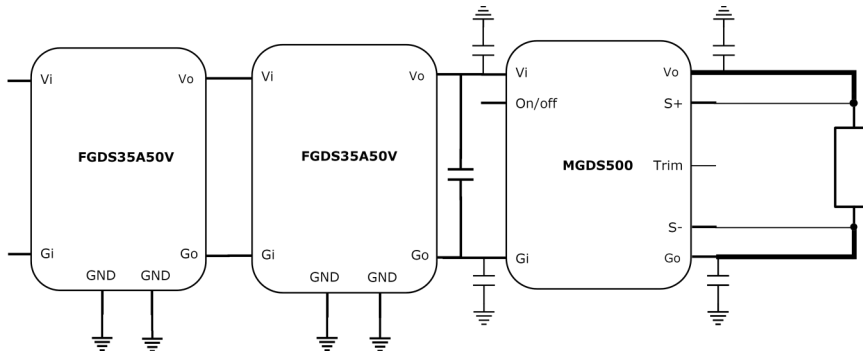 Vi Vo Vi Vo Vi Vo
On/off S+
FGDS35A50V FGDS35A50V MGDS500 Trim
S-
Gi Go Gi Go Gi Go
GND GND GND GND